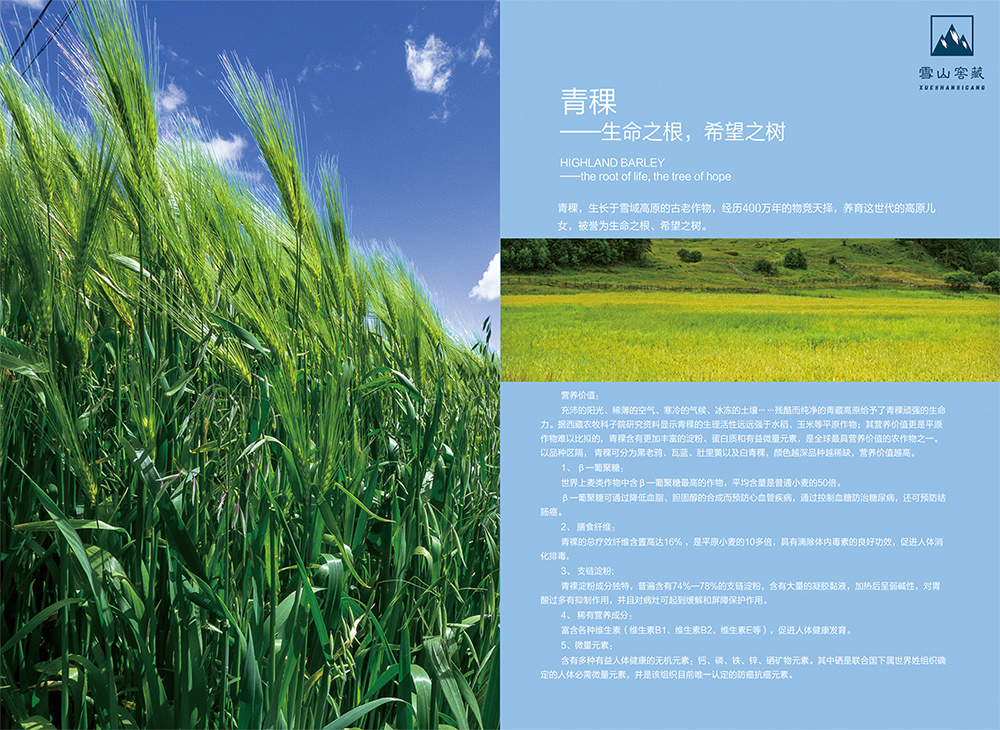 雪山窖藏
XUESHANSICANG
青稞
——生命之根，希望之树
HIGHLAND BARLEY
——the root of life, the tree of hope
青稞，生长于雪域高原的古老作物，经历400万年的物竞天择，养育这世代的高原儿
女，被誉为生命之根、希望之树。
营养价值：
充沛的阳光、稀薄的空气、寒冷的气候、冰冻的土壤……残酷而纯净的青藏高原给予了青稞顽强的生命
力。据西藏农牧科子院研究资料显示青稞的生理活性远远强于水稻、玉米等平原作物；其营养价值更是平原
作物难以比拟的，青稞含有更加丰富的淀粉、蛋白质和有益微量元素，是全球最具营养价值的农作物之一。
以品种区隔， 青稞可分为黑老鸦、瓦蓝、肚里黄以及白青稞，颜色越深品种越稀缺，营养价值越高。
1、 β一葡聚糖；
世界上麦类作物中含β一葡聚糖最高的作物，平均含量是普通小麦的50倍。
β一葡聚糖可通过降低血脂、胆固醇的合成而预防心血管疾病，通过控制血糖防治糖尿病，还可预防结
肠癌。
2、 膳食纤维；
青稞的总疗效纤维含置高达16% ，是平原小麦的10多倍，具有漓除体内毒素的良好功效，促进人体消
化排毒。
3、 支链淀粉；
青稞淀粉成分独特，普遍含有74%—78%的支链淀粉，含有大量的凝胶黏液，加热后呈弱碱性，对胃
酸过多有抑制作用，并且对病灶可起到缓解和屏障保护作用。
4、 稀有营养成分；
富含各种维生素（维生素B1、维生素B2、维生素E等），促进人体健康发育。
5、微量元素；
含有多种有益人体健康的无机元素；钙、磷、铁、锌、硒矿物元素。其中硒是联合国下属世界姓组织确
定的人体必需微量元素，并是该组织目前唯一认定的防癌抗癌元素。